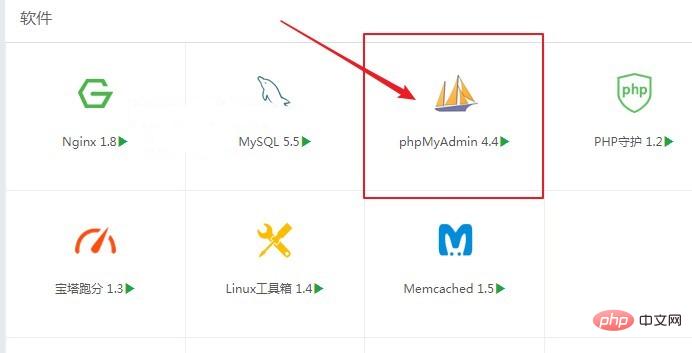 软件
Nginx 1.8
MySQL 5.5
phpMyAdmin 4.4
php
PHP守护 1.2
宝塔跑分 1.3
Linux工具箱 1.4
Memcached 1.5
php 中文网